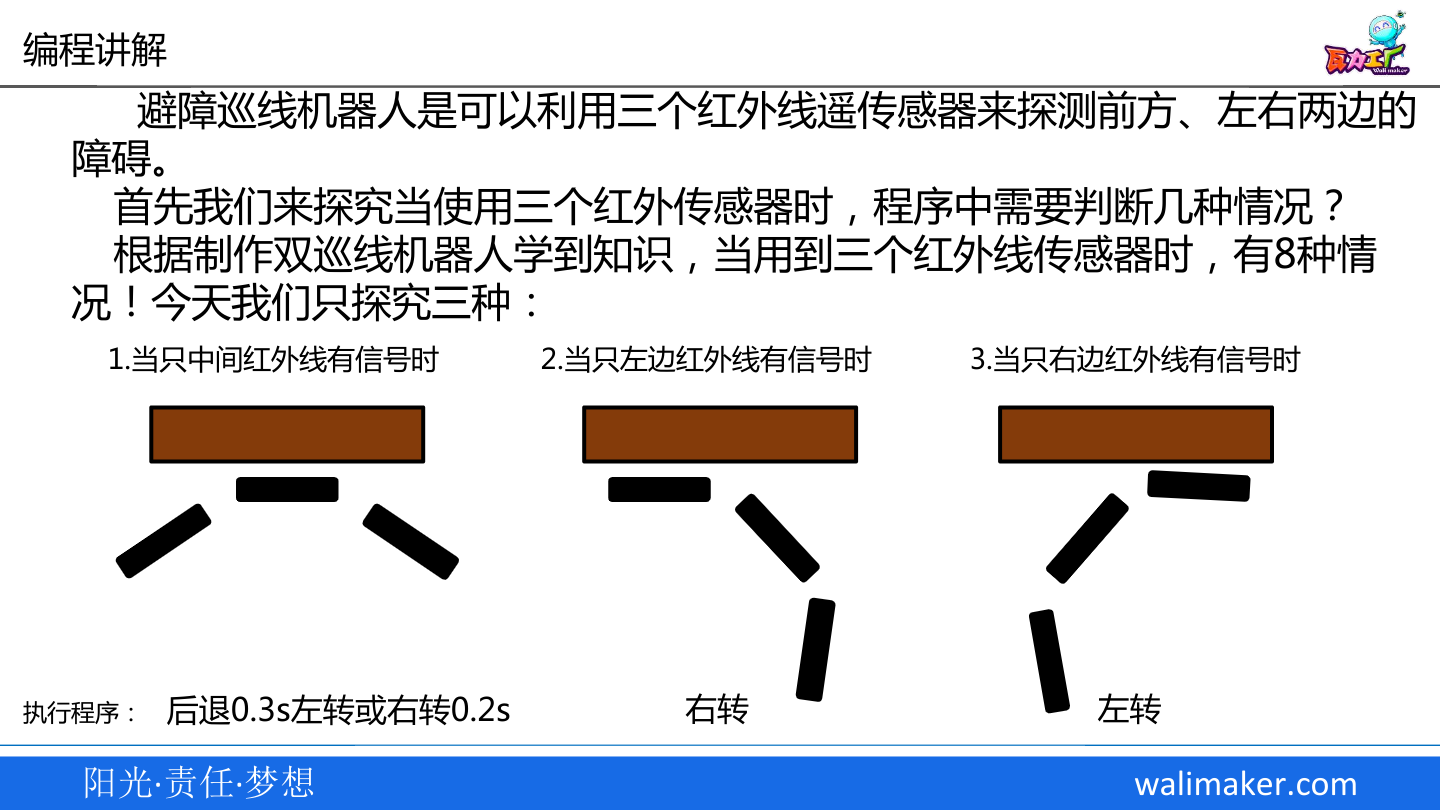 编程讲解
瓦力工厂
Wali maker
避障巡线机器人是可以利用三个红外线遥传感器来探测前方、左右两边的
障碍。
首先我们来探究当使用三个红外传感器时，程序中需要判断几种情况？
根据制作双巡线机器人学到知识，当用到三个红外线传感器时，有8种情
况！今天我们只探究三种：
1.当只中间红外线有信号时
2.当只左边红外线有信号时
3.当只右边红外线有信号时
执行程序： 后退0.3s左转或右转0.2s
右转
左转
阳光·责任·梦想
walimaker.com